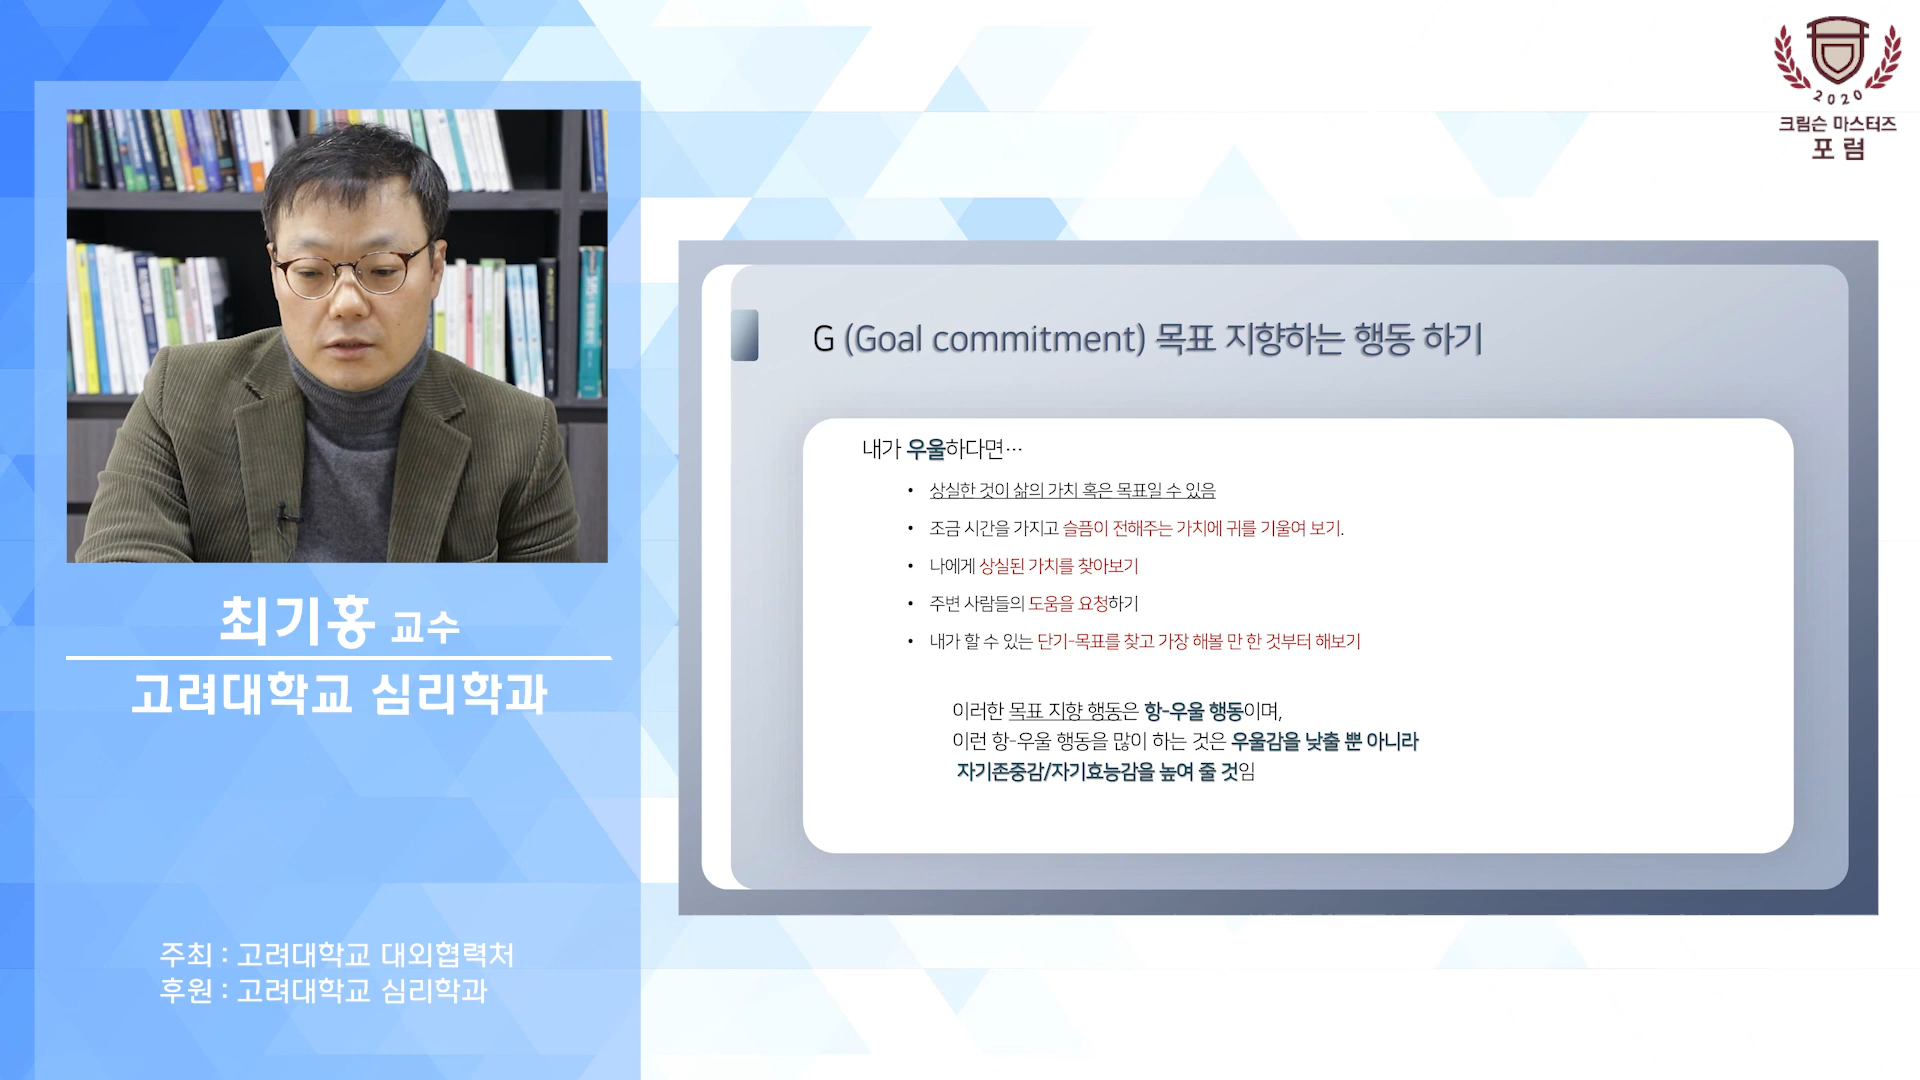 2020
크림슨 마스터즈
포럼
최기홍 교수
고려대학교 심리학과
주최 : 고려대학교 대외협력처
후원 : 고려대학교 심리학과
G (Goal commitment) 목표 지향하는 행동 하기
내가 우울하다면…
• 상실한 것이 삶의 가치 혹은 목표일 수 있음
• 조금 시간을 가지고 슬픔이 전해주는 가치에 귀를 기울여 보기.
• 나에게 상실된 가치를 찾아보기
• 주변 사람들의 도움을 요청하기
• 내가 할 수 있는 단기-목표를 찾고 가장 해볼 만 한 것부터 해보기
이러한 목표 지향 행동은 항-우울 행동이며,
이런 항-우울 행동을 많이 하는 것은 우울감을 낮출 뿐 아니라
자기존중감/자기효능감을 높여 줄 것임